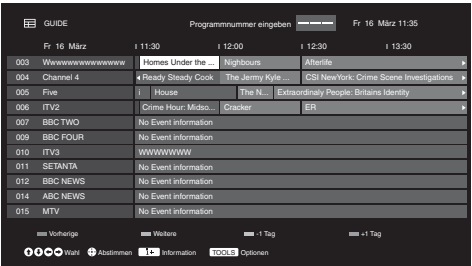 GUIDE Programmnummer eingeben Fr 16 März 11:35
Fr 16 März 11:30 12:00 12:30 13:30
003 Wwwwwwwwwwwwww Homes Under the ... Nighbours Afterlife
004 Channel 4 Ready Steady Cook The Jermy Kyle ... CSI NewYork: Crime Scene Investigations
005 Five House The N... Extraordinaly People: Britains Identity
006 ITV2 Crime Hour: Midso... Cracker ER
007 BBC TWO No Event information
009 BBC FOUR No Event information
010 ITV3 WWWWWWW
011 SETANTA No Event information
012 BBC NEWS No Event information
014 ABC NEWS No Event information
015 MTV No Event information
Vorherige Weitere -1 Tag +1 Tag
Wahl Abstimmen Information TOOLS Optionen